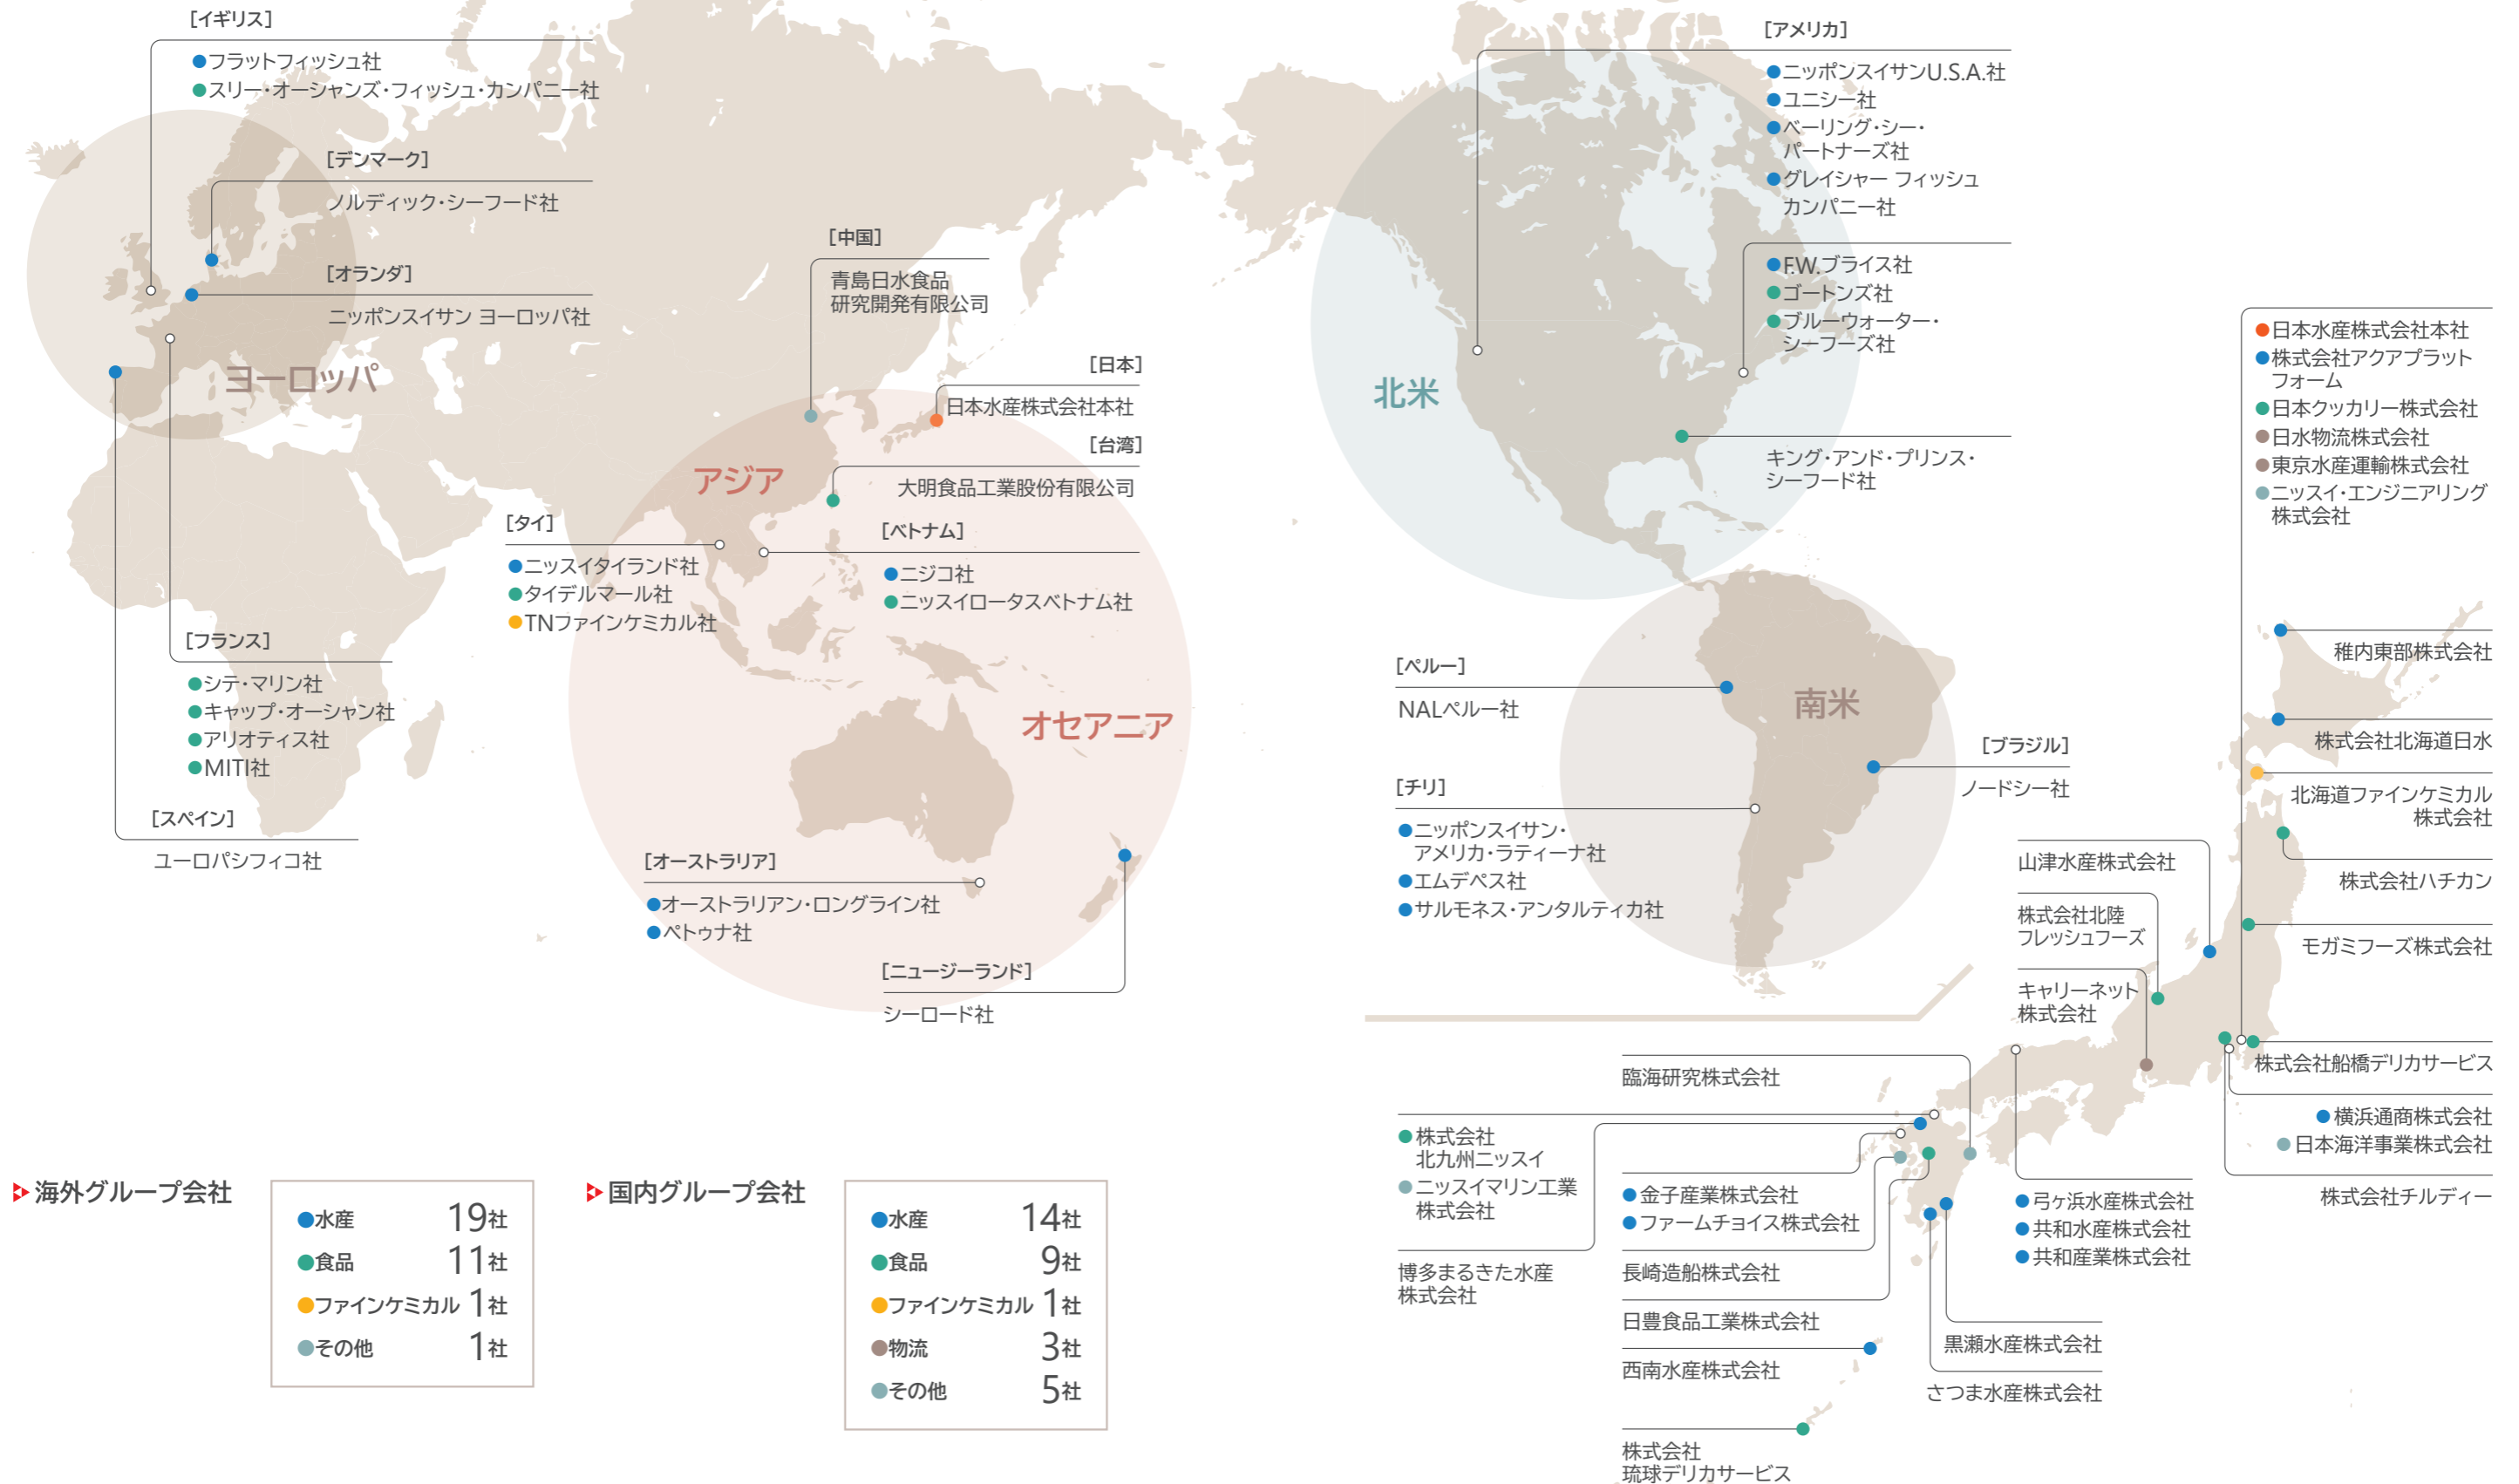 [イギリス]
●フラットフィッシュ社
●スリー・オーシャンズ・フィッシュ・カンパニー社
[デンマーク]
ノルディック・シーフード社
[オランダ]
ニッポンスイサン ヨーロッパ社
ヨーロッパ
[フランス]
●シテ・マリン社
●キャップ・オーシャン社
●アリオティス社
●MITI社
[スペイン]
ユーロパシフィコ社
[中国]
青島日水食品
研究開発有限公司
[日本]
日本水産株式会社本社
[台湾]
大明食品工業股份有限公司
アジア
[タイ]
●ニッスイタイランド社
●タイデルマール社
●TNファインケミカル社
[ベトナム]
●ニジコ社
●ニッスイロータスベトナム社
オセアニア
[オーストラリア]
●オーストラリアン・ロングライン社
●ペトゥナ社
[ニュージーランド]
シーロード社
[アメリカ]
●ニッポンスイサンU.S.A.社
●ユニシー社
●ベーリング・シー・
パートナーズ社
●グレイシャー フィッシュ
カンパニー社
●F.W.ブライス社
●ゴートンズ社
●ブルーウォーター・
シーフーズ社
北米
キング・アンド・プリンス・
シーフード社
[ペルー]
NALペルー社
南米
[ブラジル]
ノードシー社
[チリ]
●ニッポンスイサン・
アメリカ・ラティーナ社
●エムデペス社
●サルモネス・アンタルティカ社
●日本水産株式会社本社
●株式会社アクアプラット
フォーム
●日本クッカリー株式会社
●日水物流株式会社
●東京水産運輸株式会社
●ニッスイ・エンジニアリング
株式会社
稚内東部株式会社
株式会社北海道日水
北海道ファインケミカル
株式会社
株式会社ハチカン
モガミフーズ株式会社
山津水産株式会社
株式会社北陸
フレッシュフーズ
キャリーネット
株式会社
株式会社船橋デリカサービス
●横浜通商株式会社
●日本海洋事業株式会社
株式会社チルディー
●弓ヶ浜水産株式会社
●共和水産株式会社
●共和産業株式会社
臨海研究株式会社
●株式会社
北九州ニッスイ
●ニッスイマリン工業
株式会社
博多まるきた水産
株式会社
●金子産業株式会社
●ファームチョイス株式会社
長崎造船株式会社
日豊食品工業株式会社
西南水産株式会社
黒瀬水産株式会社
さつま水産株式会社
株式会社
琉球デリカサービス
海外グループ会社
●水産 19社
●食品 11社
●ファインケミカル 1社
●その他 1社
国内グループ会社
●水産 14社
●食品 9社
●ファインケミカル 1社
●物流 3社
●その他 5社